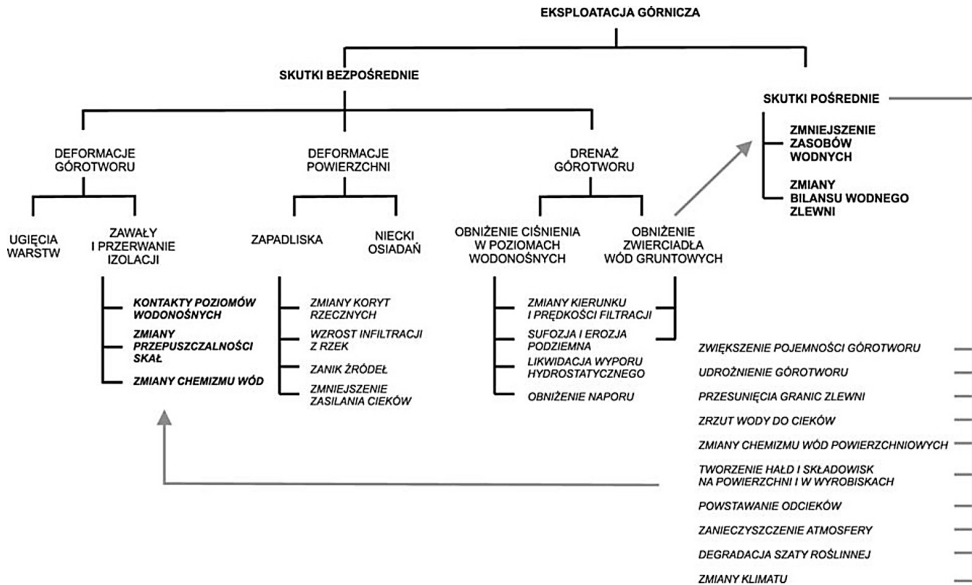 EKSPLOATACJA GÓRNICZA
SKUTKI BEZPOŚREDNIE
SKUTKI POŚREDNIE
ZMNIEJSZENIE
ZASOBÓW
WODNYCH
ZMIANY
BILANSU WODNEGO
ZLEWNI
DEFORMACJE
GÓROTWORU
DEFORMACJE
POWIERZCHNI
DRENAŻ
GÓROTWORU
UGIĘCIA
WARSTW
ZAWAŁY
I PRZERWANIE
IZOLACJI
ZAPADLISKA
NIECKI
OSIADAŃ
OBNIŻENIE CIŚNIENIA
W POZIOMACH
WODONOŚNYCH
OBNIŻENIE
ZWIERCIADŁA
WÓD GRUNTOWYCH
KONTAKTY POZIOMÓW
WODONOŚNYCH
ZMIANY
PRZEPUSZCZALNOŚCI
SKAŁ
ZMIANY CHEMIZMU WÓD
ZMIANY KORYT
RZECZNYCH
WZROST INFILTRACJI
Z RZEK
ZANIK ŹRÓDEŁ
ZMNIEJSZENIE
ZASILANIA CIEKÓW
ZMIANY KIERUNKU
I PRĘDKOŚCI FILTRACJI
SUFOZJA I EROZJA
PODZIEMNA
LIKWIDACJA WYPORU
HYDROSTATYCZNEGO
OBNIŻENIE NAPORU
ZWIĘKSZENIE POJEMNOŚCI GÓROTWORU
UDROŻNIENIE GÓROTWORU
PRZESUNIĘCIA GRANIC ZLEWNI
ZRZUT WODY DO CIEKÓW
ZMIANY CHEMIZMU WÓD POWIERZCHNIOWYCH
TWORZENIE HAŁD I SKŁADOWISK
NA POWIERZCHNI I W WYROBISKACH
POWSTAWANIE ODCIEKÓW
ZANIECZYSZCZENIE ATMOSFERY
DEGRADACJA SZATY ROŚLINNEJ
ZMIANY KLIMATU